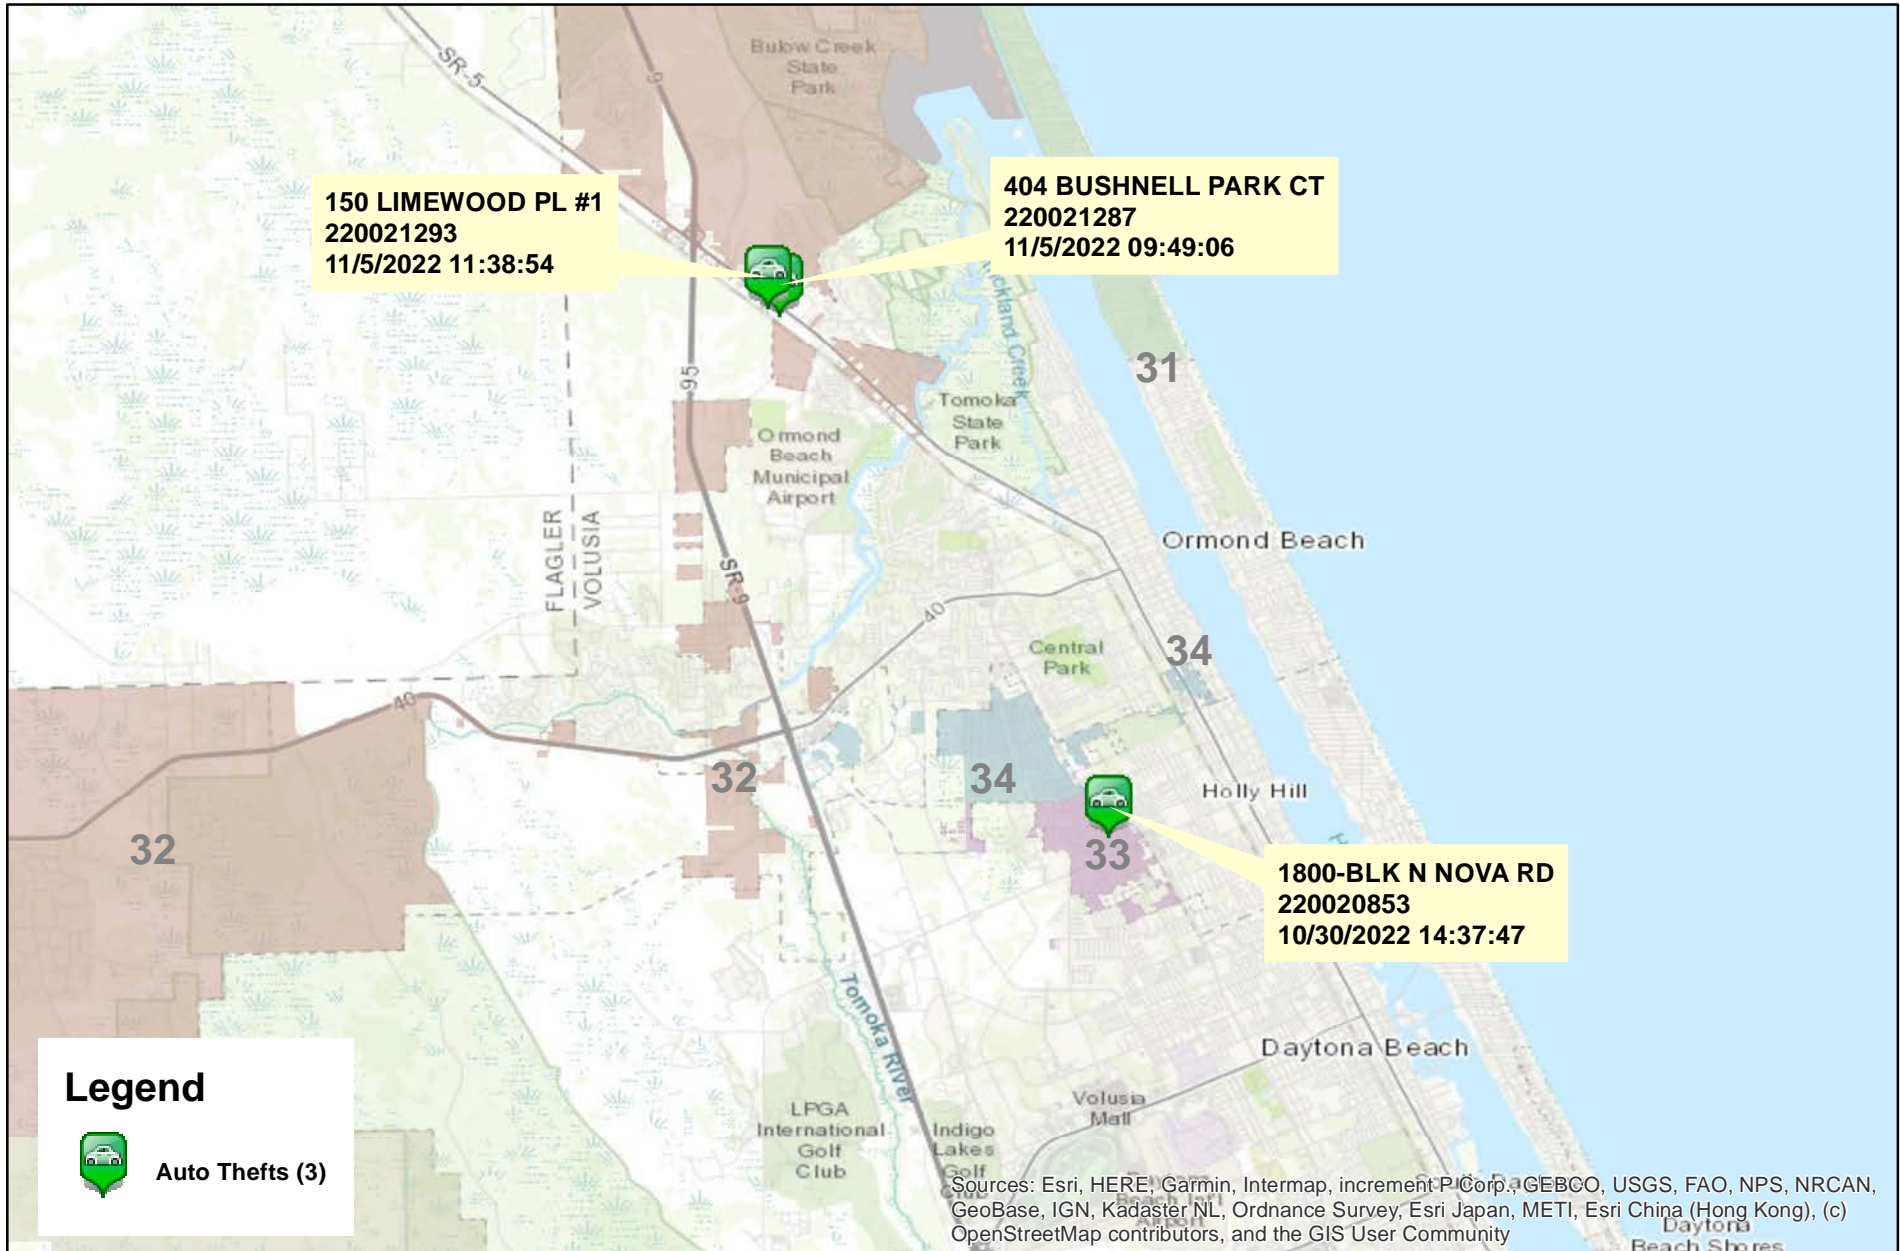 Bulow Creek
State
Park
SR-5
150 LIMEWOOD PL #1
220021293
11/5/2022 11:38:54
404 BUSHNELL PARK CT
220021287
11/5/2022 09:49:06
Creek
31
95
Tomoka
State
Park
Ormond
Beach
Municipal
Airport
FLAGLER
VOLUSIA
SR-9
Ormond Beach
40
Central
Park
34
40
32
34
Holly Hill
32
33
1800-BLK N NOVA RD
220020853
10/30/2022 14:37:47
Tomoka River
Daytona Beach
Volusia
Mall
LPGA
International
Golf
Club
Indigo
Lakes
Golf
Legend
Auto Thefts (3)
Sources: Esri, HERE, Garmin, Intermap, increment P Corp., GEBCO, USGS, FAO, NPS, NRCAN,
GeoBase, IGN, Kadaster NL, Ordnance Survey, Esri Japan, METI, Esri China (Hong Kong), (c)
OpenStreetMap contributors, and the GIS User Community
Daytona
Beach Shores